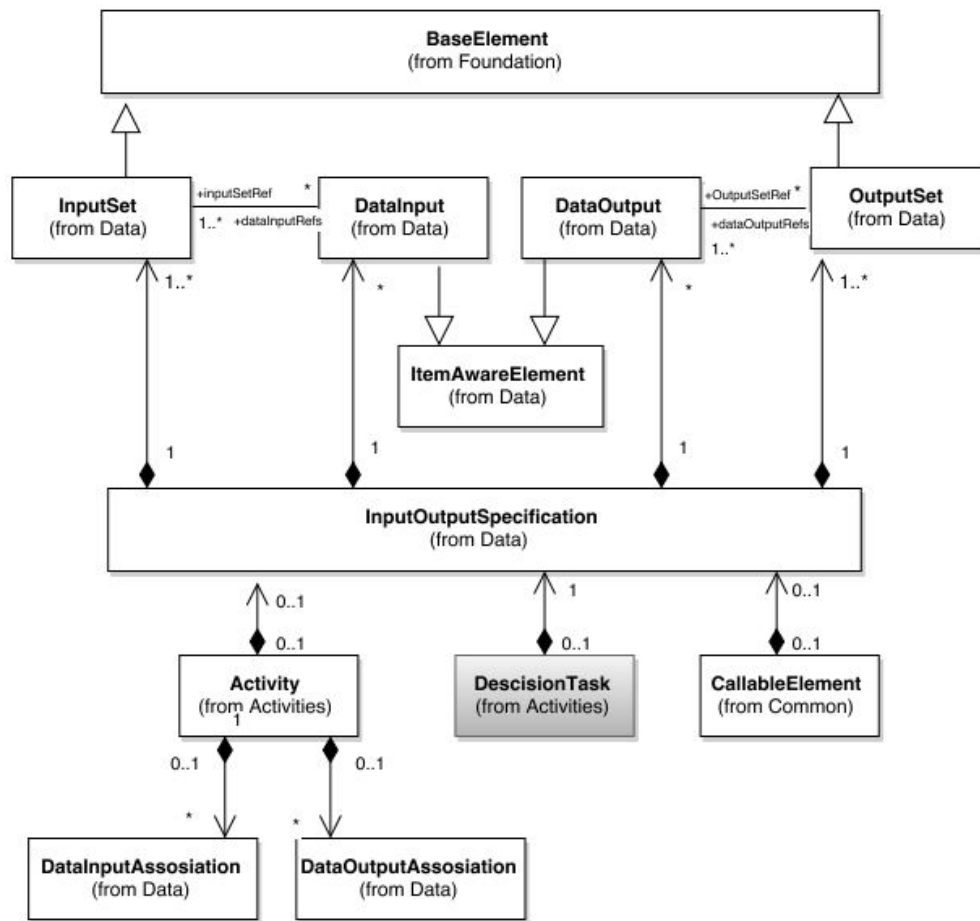 BaseElement
(from Foundation)
InputSet
(from Data)
+inputSetRef
*
1..*
+dataInputRefs
DataInput
(from Data)
DataOutput
(from Data)
+OutputSetRef
*
+dataOutputRefs
1..*
OutputSet
(from Data)
1..*
*
*
1..*
ItemAwareElement
(from Data)
1
1
1
1
InputOutputSpecification
(from Data)
0..1
1
0..1
0..1
0..1
0..1
Activity
(from Activities)
1
DescisionTask
(from Activities)
CallableElement
(from Common)
0..1
0..1
*
*
DataInputAssosiation
(from Data)
DataOutputAssosiation
(from Data)